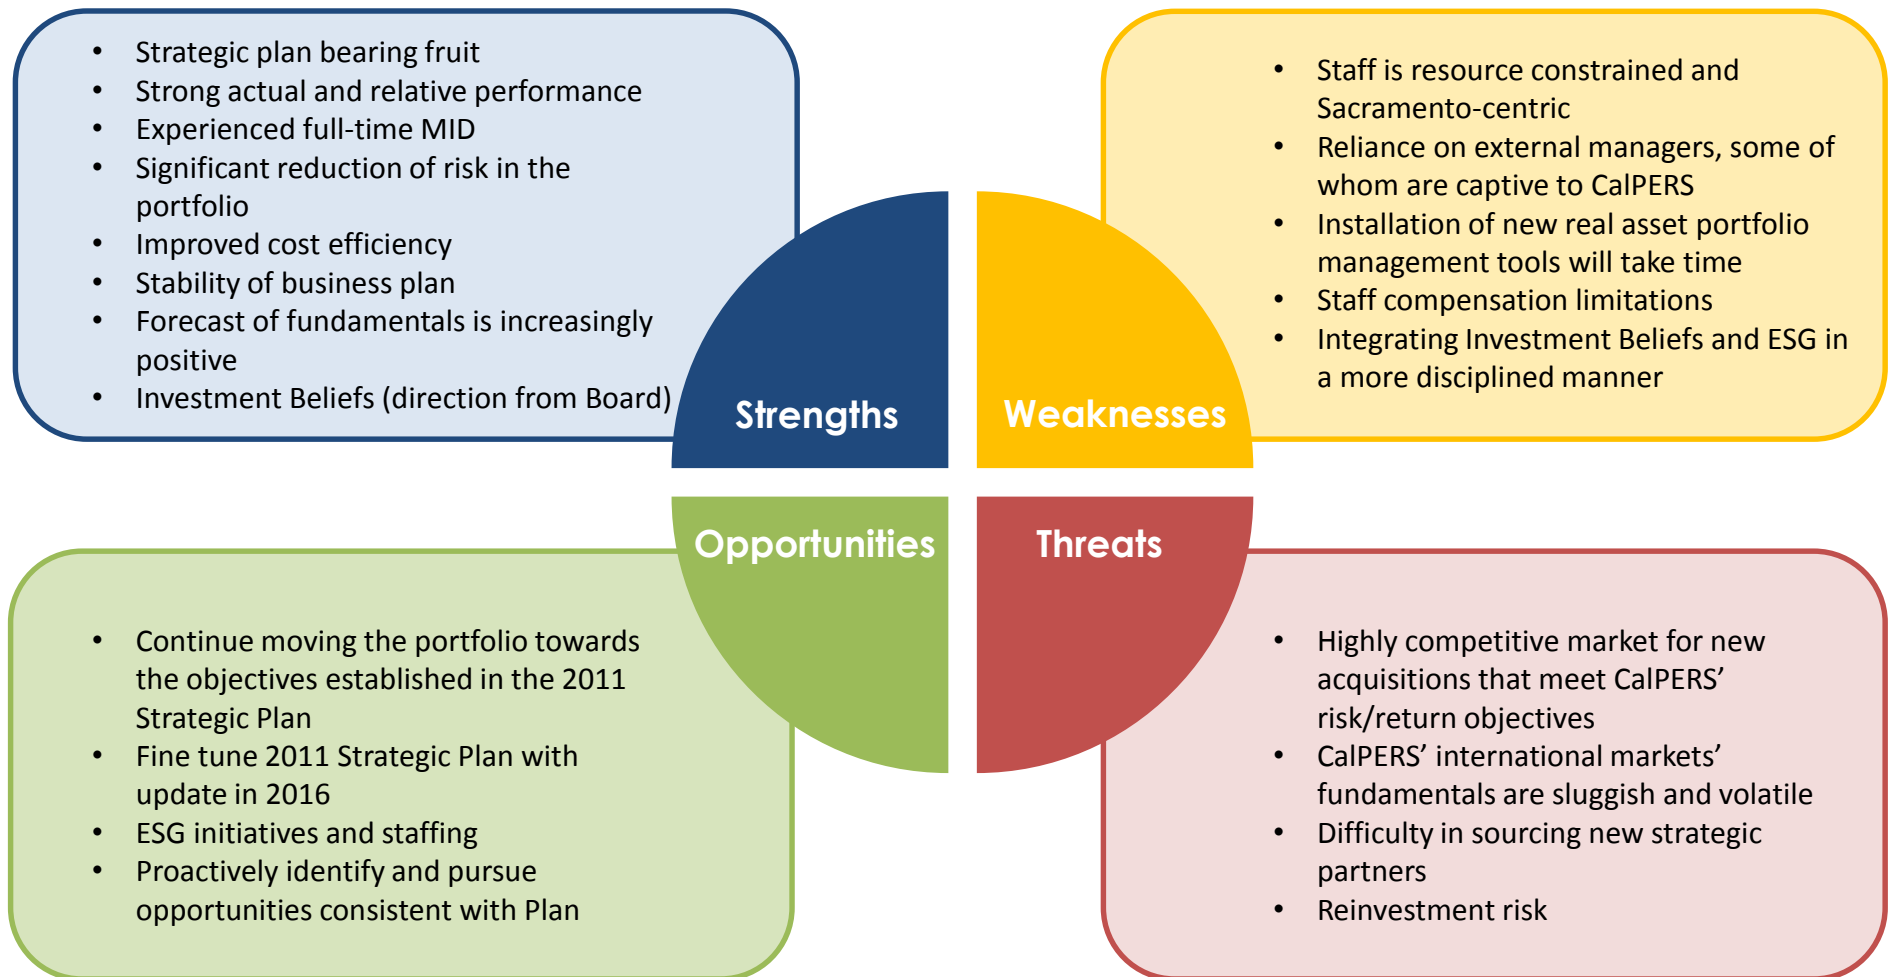 • Strategic plan bearing fruit
• Strong actual and relative performance
• Experienced full-time MID
• Significant reduction of risk in the
portfolio
• Improved cost efficiency
• Stability of business plan
• Forecast of fundamentals is increasingly
positive
• Investment Beliefs (direction from Board)
Strengths
• Staff is resource constrained and
Sacramento-centric
• Reliance on external managers, some of
whom are captive to CalPERS
• Installation of new real asset portfolio
management tools will take time
• Staff compensation limitations
• Integrating Investment Beliefs and ESG in
a more disciplined manner
Weaknesses
Opportunities
• Continue moving the portfolio towards
the objectives established in the 2011
Strategic Plan
• Fine tune 2011 Strategic Plan with
update in 2016
• ESG initiatives and staffing
• Proactively identify and pursue
opportunities consistent with Plan
Threats
• Highly competitive market for new
acquisitions that meet CalPERS’
risk/return objectives
• CalPERS’ international markets’
fundamentals are sluggish and volatile
• Difficulty in sourcing new strategic
partners
• Reinvestment risk